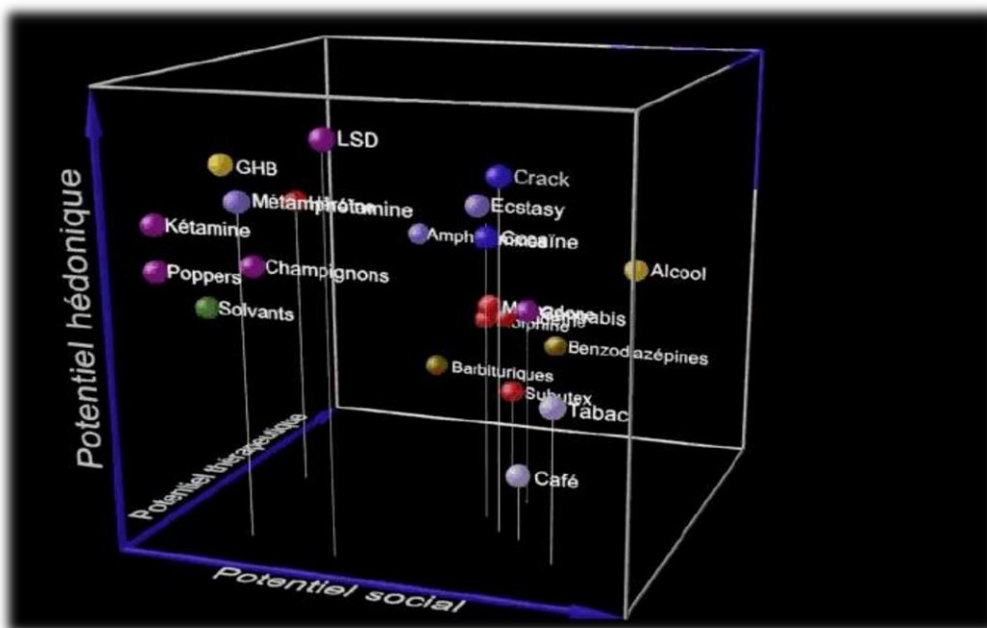 LSD
GHB
Crack
Ecstasy
Kétamine
Cocaïne
Poppers
Champignons
Alcool
Solvants
Benzodiazépines
Barbituriques
Subutex
Tabac
Café
Potentiel hédonique
Potentiel thérapeutique
Potentiel social